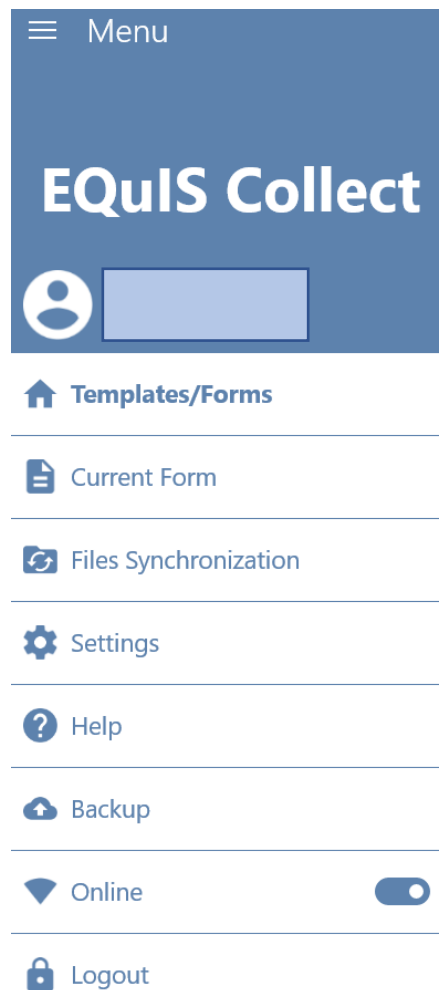 Menu
EQuIS Collect
Templates/Forms
Current Form
Files Synchronization
Settings
Help
Backup
Online
Logout